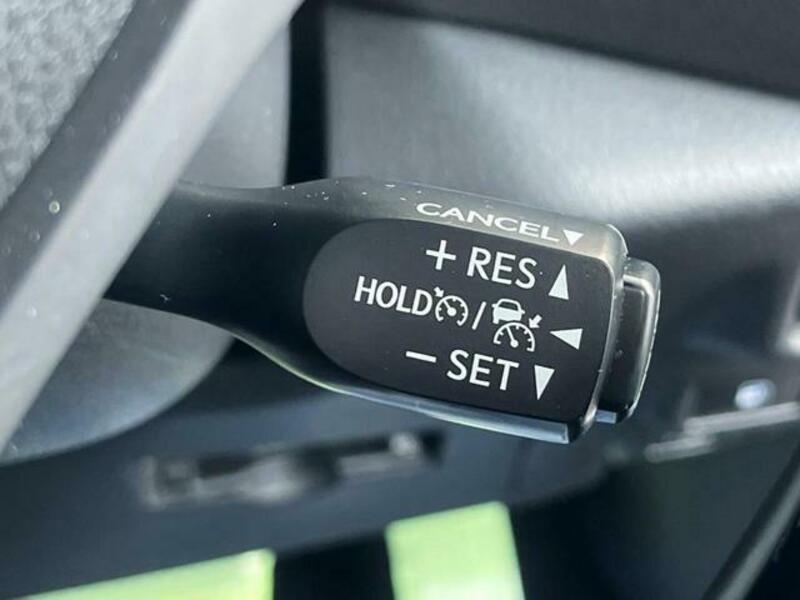 CANCEL▼
+ RES ▲
HOLD / ◀
– SET ▼